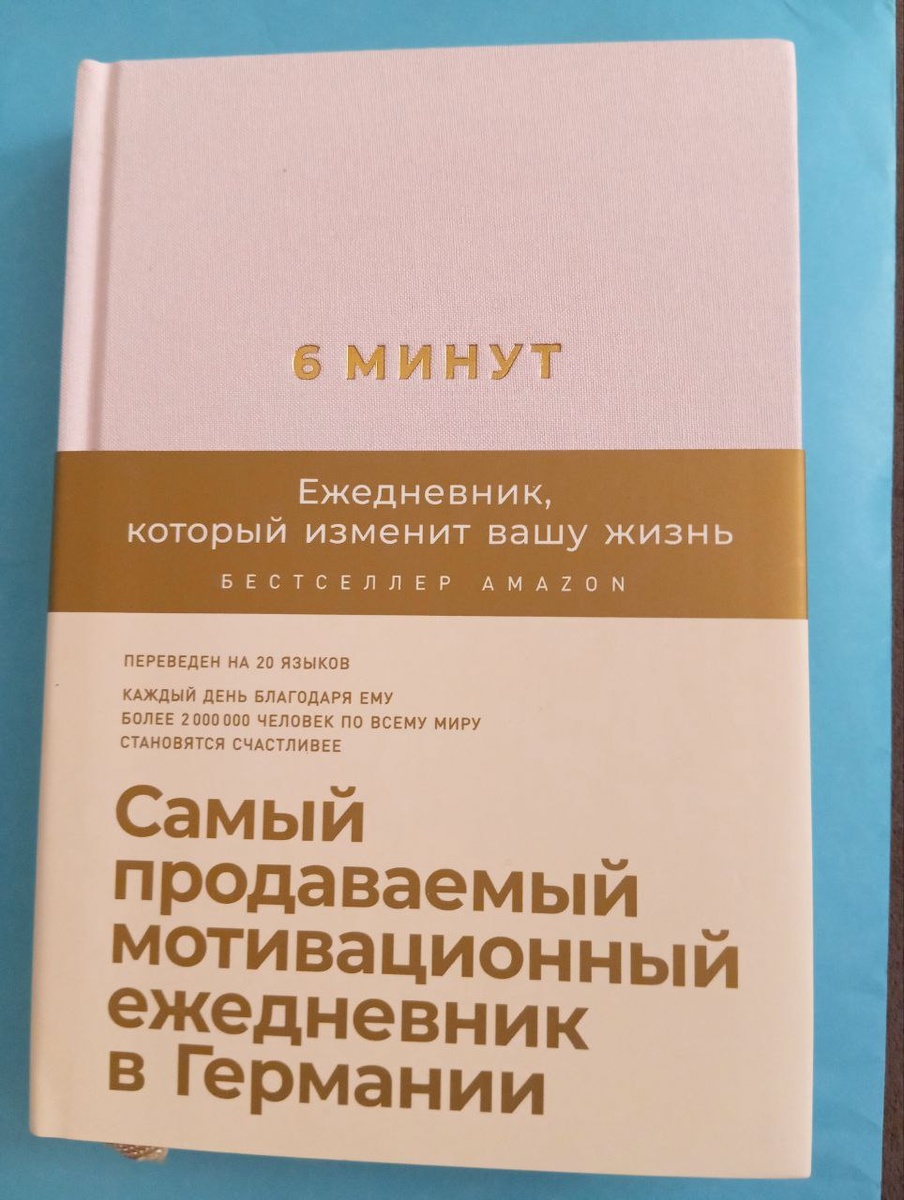 6 МИНУТ
Ежедневник,
который изменит вашу жизнь
БЕСТСЕЛЛЕР AMAZON
ПЕРЕВЕДЕН НА 20 ЯЗЫКОВ
КАЖДЫЙ ДЕНЬ БЛАГОДАРЯ ЕМУ
БОЛЕЕ 2 000 000 ЧЕЛОВЕК ПО ВСЕМУ МИРУ
СТАНОВЯТСЯ СЧАСТЛИВЕЕ
Самый
продаваемый
мотивационный
ежедневник
в Германии